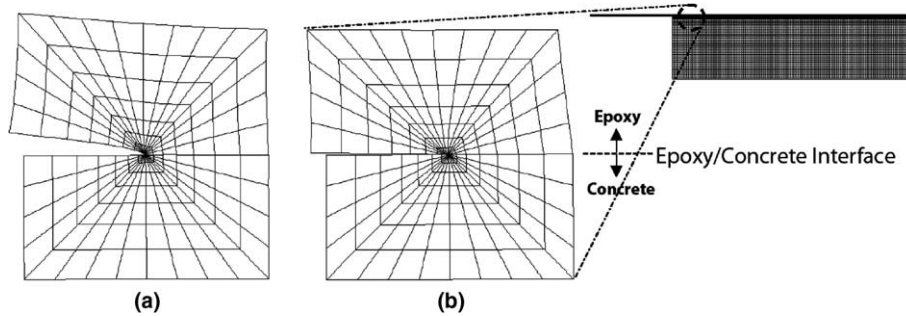 Epoxy
Epoxy/Concrete Interface
Concrete
(a)
(b)